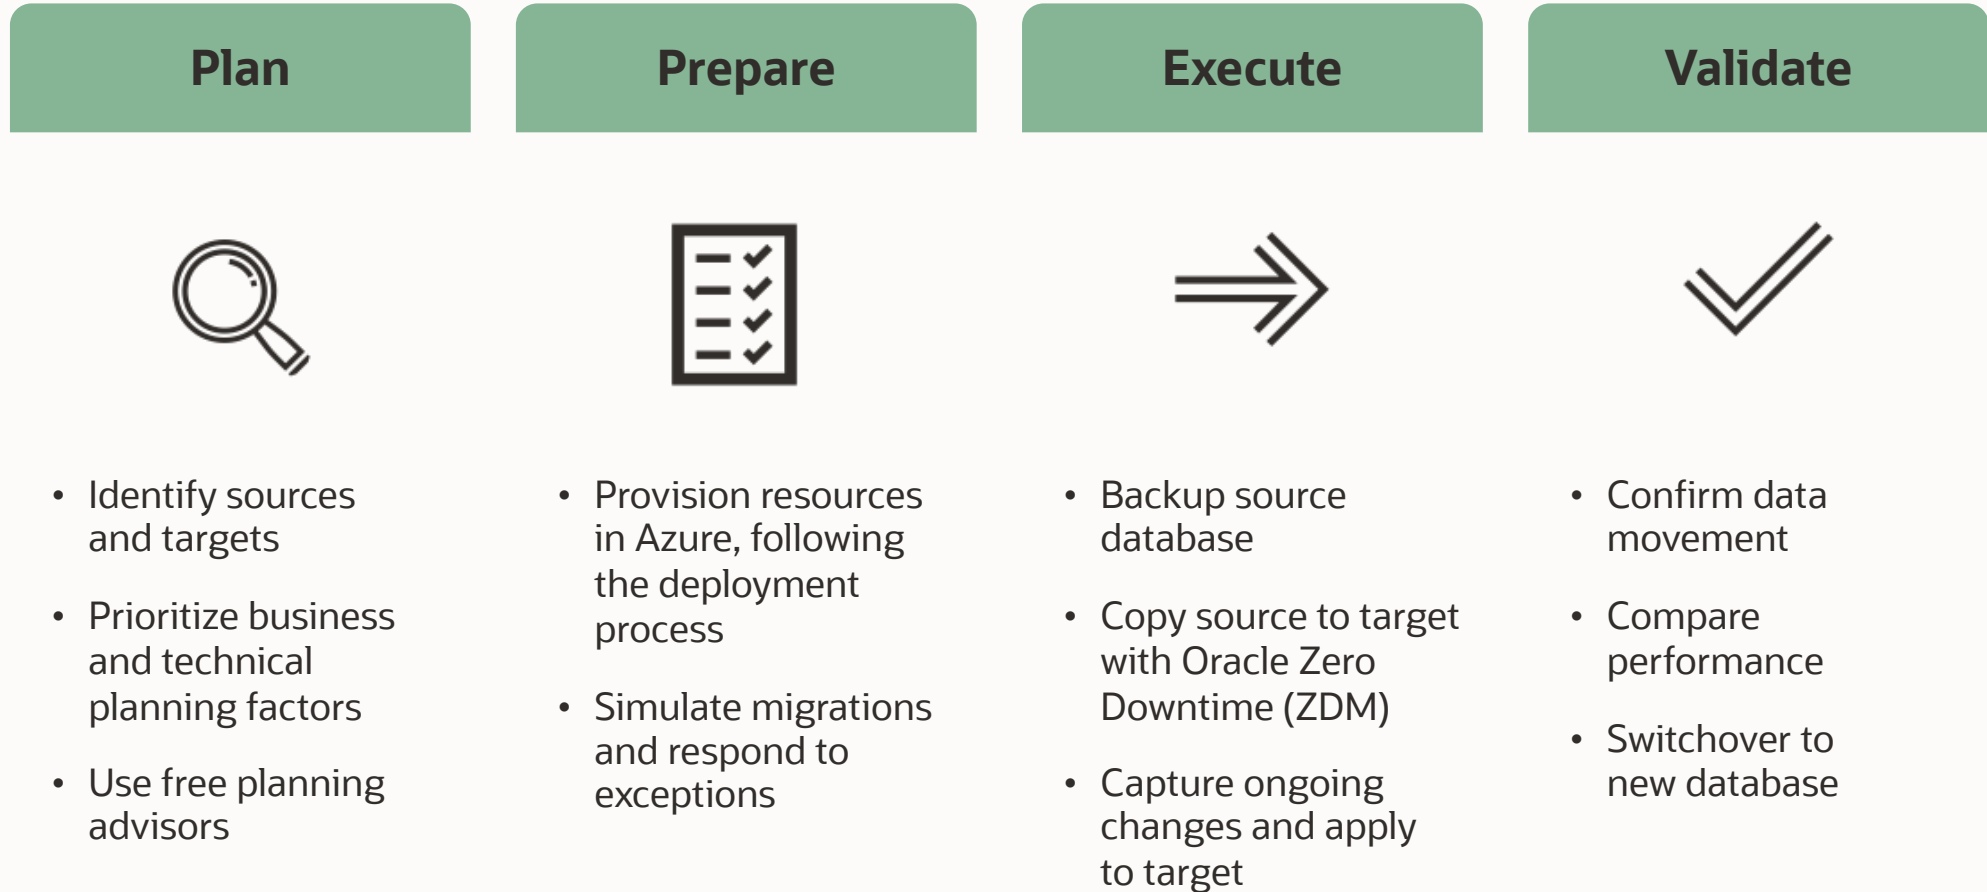 Plan
• Identify sources
and targets
• Prioritize business
and technical
planning factors
• Use free planning
advisors
Prepare
• Provision resources
in Azure, following
the deployment
process
• Simulate migrations
and respond to
exceptions
Execute
• Backup source
database
• Copy source to target
with Oracle Zero
Downtime (ZDM)
• Capture ongoing
changes and apply
to target
Validate
• Confirm data
movement
• Compare
performance
• Switchover to
new database